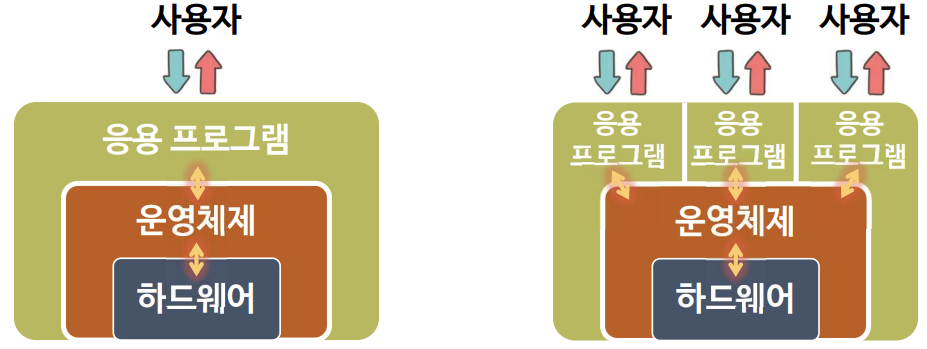 사용자
응용 프로그램
운영체제
하드웨어
사용자 사용자 사용자
응용 프로그램
응용 프로그램
응용 프로그램
운영체제
하드웨어